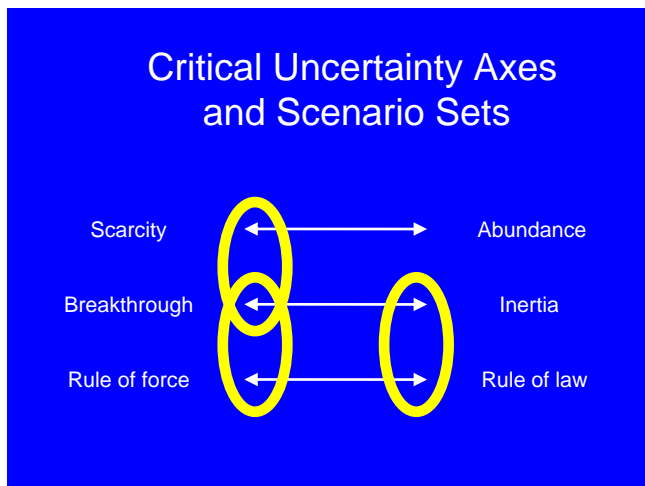 Critical Uncertainty Axes
and Scenario Sets
Scarcity Abundance
Breakthrough Inertia
Rule of force Rule of law